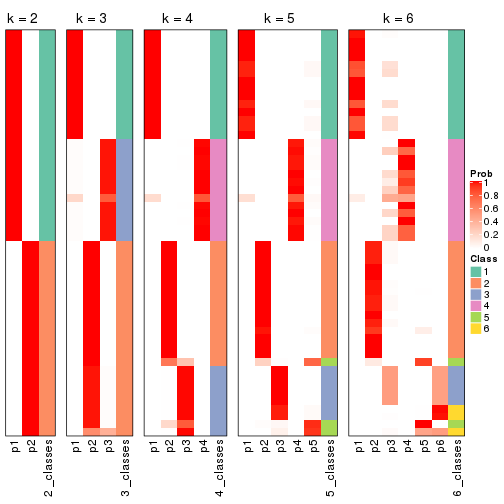 k = 2
k = 3
k = 4
k = 5
k = 6
Prob
1
0.8
0.6
0.4
0.2
0
Class
1
2
3
4
5
6
p1
p2
2_classes
p1
p2
p3
3_classes
p1
p2
p3
p4
4_classes
p1
p2
p3
p4
p5
5_classes
p1
p2
p3
p4
p5
p6
6_classes